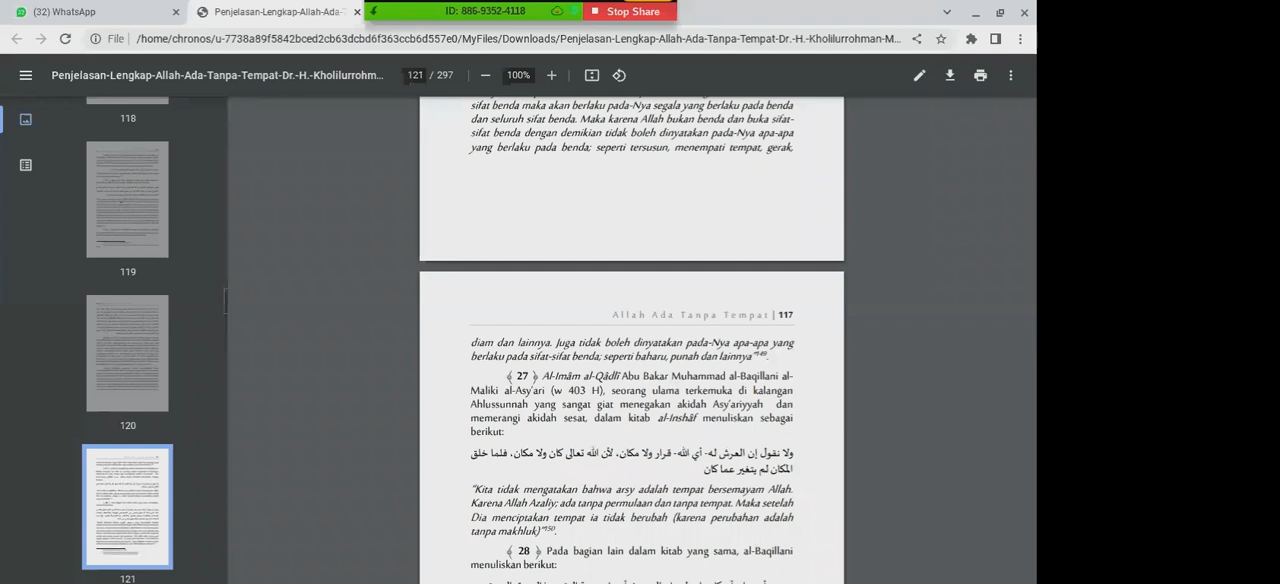 (32) WhatsApp
Penjelasan-Lengkap-Allah-Ada-T
ID: 886-9352-4118
Stop Share
File
/home/chronos/u-7738a89f5842bced2cb63dcbd6f363ccb6d557e0/MyFiles/Downloads/Penjelasan-Lengkap-Allah-Ada-Tanpa-Tempat-Dr.-H.-Kholilurrohman-M...
Penjelasan-Lengkap-Allah-Ada-Tanpa-Tempat-Dr.-H.-Kholilurrohm...
121 / 297
100%
118
119
120
121
sifat benda maka akan berlaku pada-Nya segala yang berlaku pada benda
dan seluruh sifat benda. Maka karena Allah bukan benda dan buka sifat-
sifat benda dengan demikian tidak boleh dinyatakan pada-Nya apa-apa
yang berlaku pada benda; seperti tersusun, menempati tempat, gerak,
Allah Ada Tanpa Tempat | 117
diam dan lainnya. Juga tidak boleh dinyatakan pada-Nya apa-apa yang
berlaku pada sifat-sifat benda; seperti baharu, punah dan lainnya"149.
﴾ 27 ﴿ Al-Imâm al-Qâdlî Abu Bakar Muhammad al-Baqillani al-
Maliki al-Asy'ari (w 403 H), seorang ulama terkemuka di kalangan
Ahlussunnah yang sangat giat menegakan akidah Asy'ariyyah dan
memerangi akidah sesat, dalam kitab al-Inshâf menuliskan sebagai
berikut:
ولا نقول إن العرش له- أي الله- قرار ولا مكان، لأن الله تعالى كان ولا مكان، فلما خلق
المكان لم يتغير عما كان
"Kita tidak mengatakan bahwa arsy adalah tempat bersemayam Allah.
Karena Allah Azaliy; ada tanpa permulaan dan tanpa tempat. Maka setelah
Dia menciptakan tempat ia tidak berubah (karena perubahan adalah
tanpa makhluk)"150
﴾ 28 ﴿ Pada bagian lain dalam kitab yang sama, al-Baqillani
menuliskan berikut: